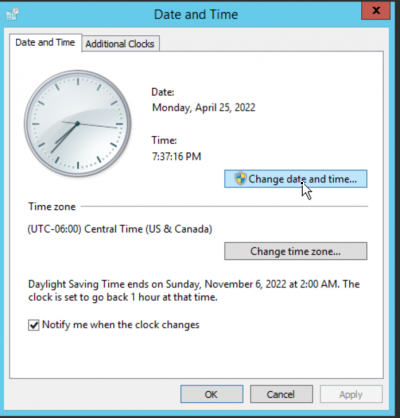 Date and Time
x
Date and Time
Additional Clocks
Date:
Monday, April 25, 2022
Time:
7:37:16 PM
Change date and time...
Time zone
(UTC-06:00) Central Time (US & Canada)
Change time zone...
Daylight Saving Time ends on Sunday, November 6, 2022 at 2:00 AM. The
clock is set to go back 1 hour at that time.
Notify me when the clock changes
OK
Cancel
Apply